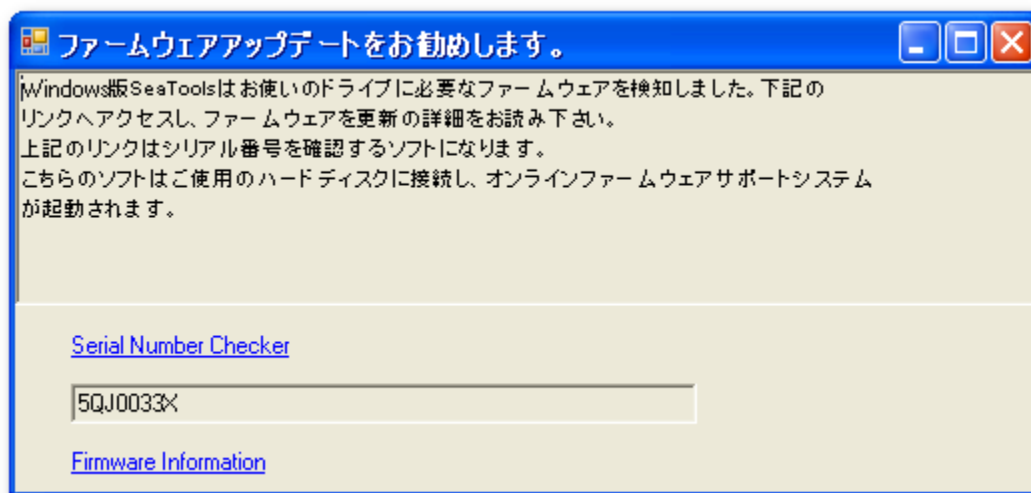 ファームウェアアップデートをお勧めします。
Windows版SeaToolsはお使いのドライブに必要なファームウェアを検知しました。下記の
リンクへアクセスし、ファームウェアを更新の詳細をお読み下さい。
上記のリンクはシリアル番号を確認するソフトになります。
こちらのソフトはご使用のハードディスクに接続し、オンラインファームウェアサポートシステム
が起動されます。
Serial Number Checker
5QJ0033X
Firmware Information